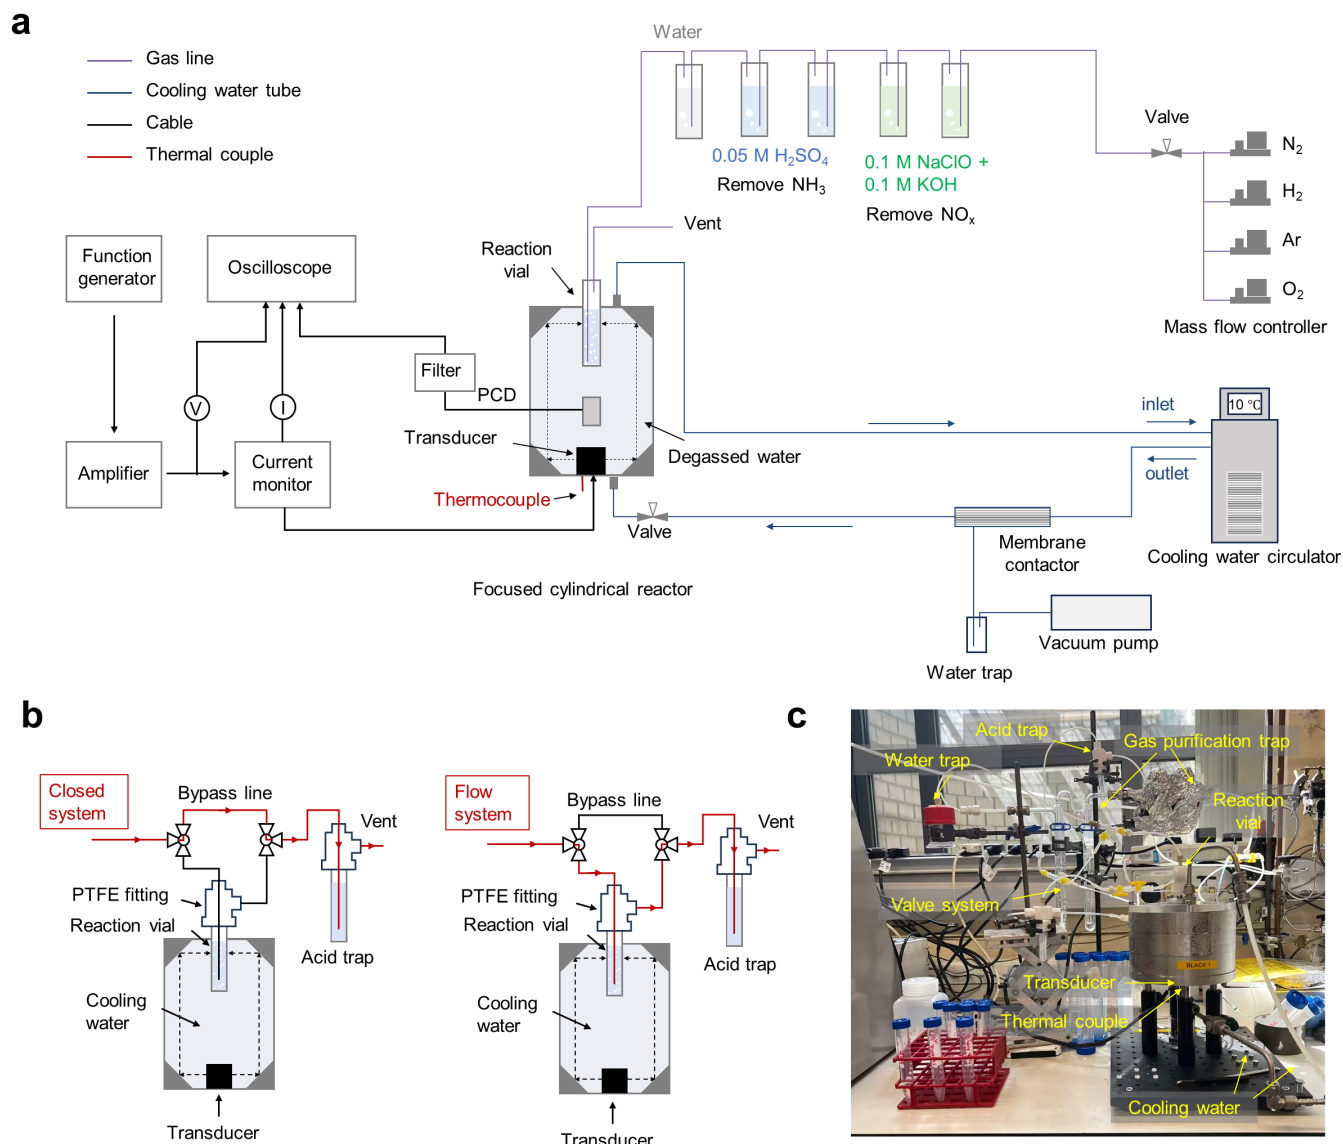 a
Gas line
Cooling water tube
Cable
Thermal couple
Water
0.05 M H₂SO₄
Remove NH₃
0.1 M NaClO +
0.1 M KOH
Remove NOₓ
Valve
N₂
H₂
Ar
O₂
Mass flow controller
Vent
Reaction
vial
Function
generator
Oscilloscope
Filter
PCD
V
I
Amplifier
Current
monitor
Transducer
Thermocouple
Degassed water
Valve
inlet
10 °C
outlet
Membrane
contactor
Cooling water circulator
Focused cylindrical reactor
Vacuum pump
Water trap
b
Closed
system
Bypass line
Vent
PTFE fitting
Reaction vial
Acid trap
Cooling
water
Transducer
Flow
system
Bypass line
Vent
PTFE fitting
Reaction vial
Acid trap
Cooling
water
Transducer
c
Acid trap
Gas purification trap
Water trap
Reaction
vial
Valve system
BLACK 1
Transducer
Thermal couple
Cooling water